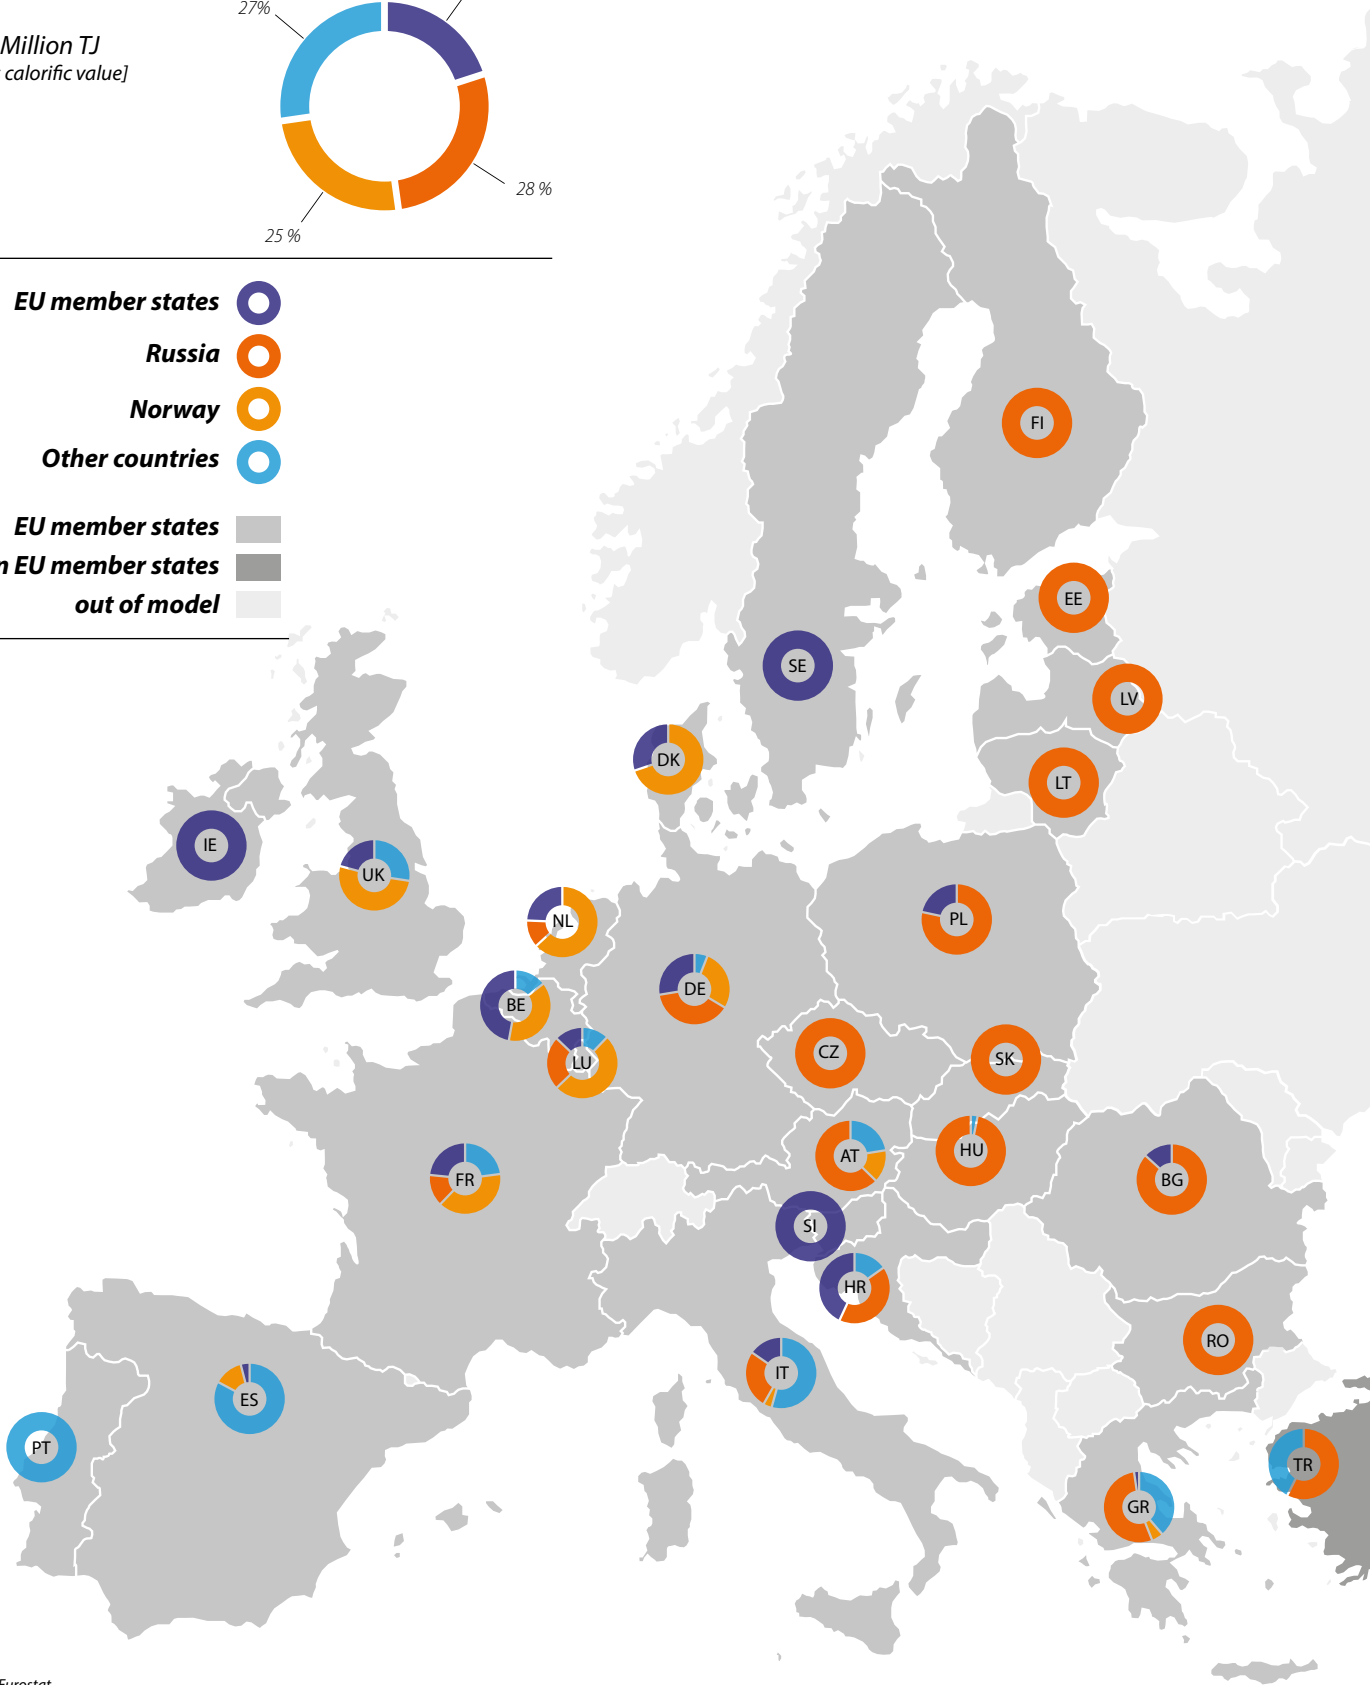 27%
Million TJ
calorific value]
28 %
25 %
EU member states
Russia
Norway
Other countries
EU member states
EU member states
out of model
FI
EE
SE
LV
DK
LT
IE
UK
NL
PL
DE
BE
CZ
SK
LU
HU
AT
BG
FR
SI
HR
RO
IT
ES
PT
TR
GR
Eurostat